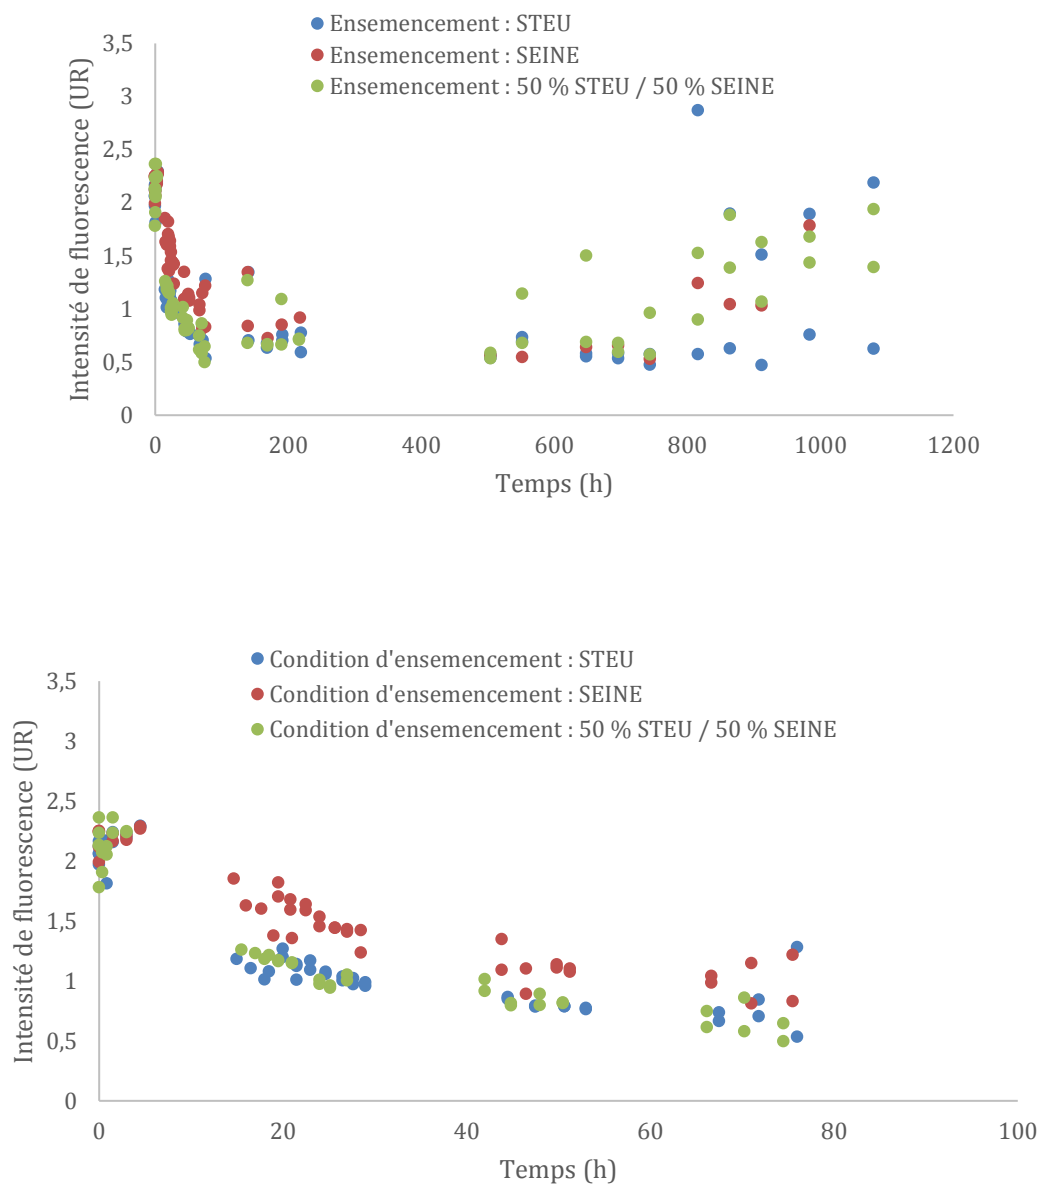 Ensemencement : STEU
Ensemencement : SEINE
Ensemencement : 50 % STEU / 50 % SEINE
Intensité de fluorescence (UR)
3,5
3
2,5
2
1,5
1
0,5
0
0 200 400 600 800 1000 1200
Temps (h)
Condition d'ensemencement : STEU
Condition d'ensemencement : SEINE
Condition d'ensemencement : 50 % STEU / 50 % SEINE
Intensité de fluorescence (UR)
3,5
3
2,5
2
1,5
1
0,5
0
0 20 40 60 80 100
Temps (h)